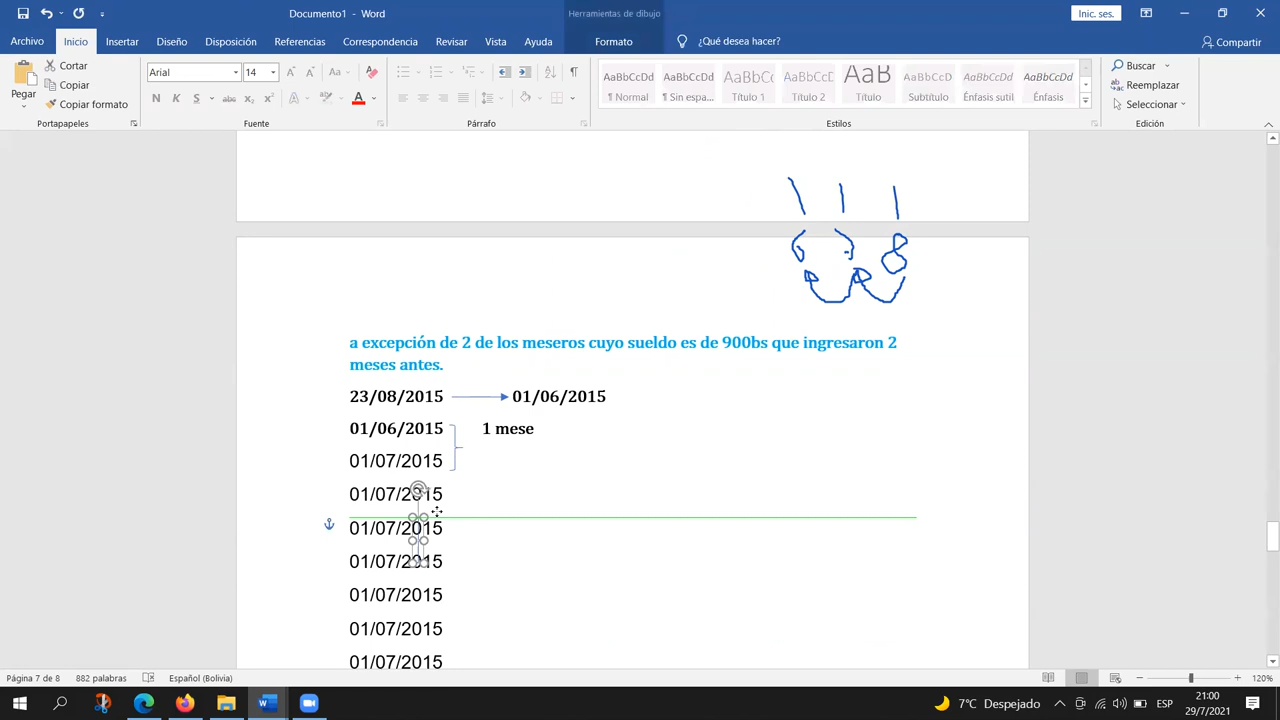 Documento1 - Word
Herramientas de dibujo
Inic. ses.
Archivo
Inicio
Insertar
Diseño
Disposición
Referencias
Correspondencia
Revisar
Vista
Ayuda
Formato
¿Qué desea hacer?
Compartir
Pegar
Cortar
Copiar
Copiar formato
Portapapeles
Arial
14
Aa
N K S abc x₂ x²
A
Fuente
Párrafo
AaBbCcDd
¶ Normal
AaBbCcDd
¶ Sin espa...
AaBbCc
Título 1
AaBbCcD
Título 2
AaB
Título
AaBbCcD
Subtítulo
AaBbCcDd
Énfasis sutil
AaBbCcDd
Énfasis
Estilos
Buscar
Reemplazar
Seleccionar
Edición
8
a excepción de 2 de los meseros cuyo sueldo es de 900bs que ingresaron 2
meses antes.
23/08/2015 01/06/2015
01/06/2015 1 mese
01/07/2015
01/07/2015
01/07/2015
01/07/2015
01/07/2015
01/07/2015
01/07/2015
Página 7 de 8
882 palabras
Español (Bolivia)
120%
7°C Despejado
ESP
21:00
29/7/2021